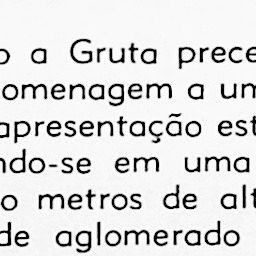 o a Gruta prece
omenagem a um
apresentação est
ndo-se em uma
o metros de alt
de aglomerado